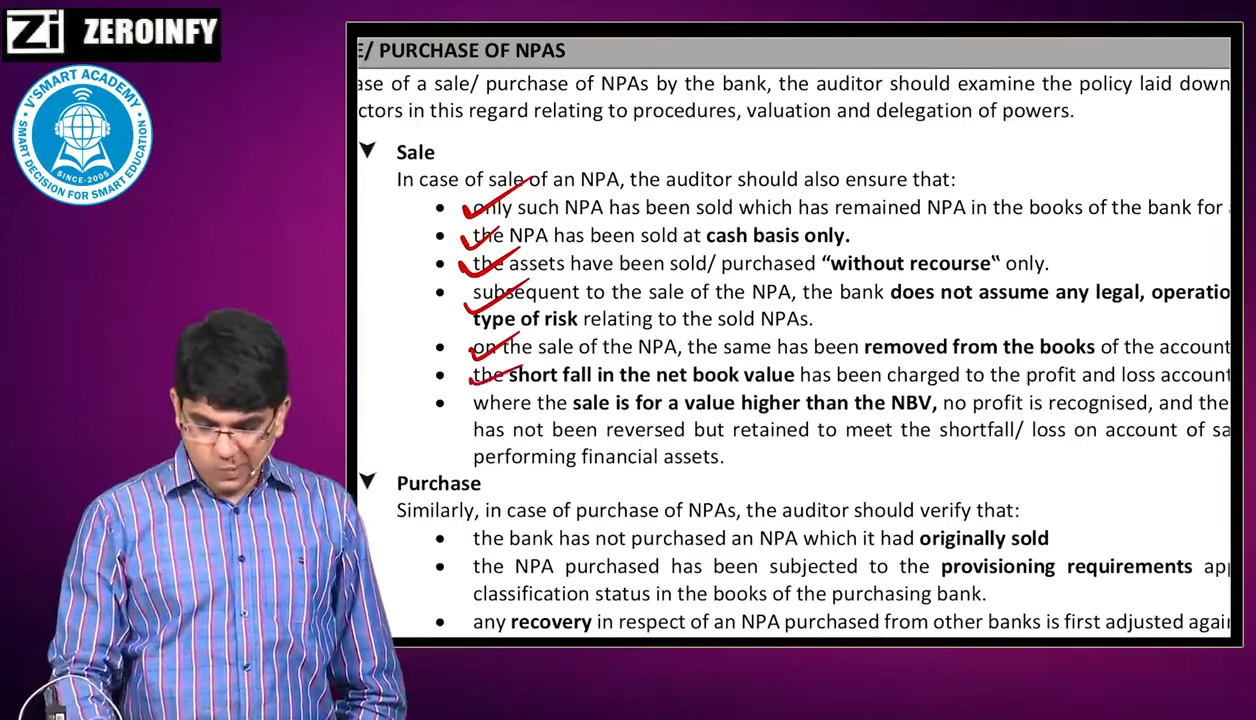 Zi ZEROINFY
V'SMART ACADEMY
SINCE-2005
SMART DECISION FOR SMART EDUCATION
E/ PURCHASE OF NPAS
ase of a sale/ purchase of NPAs by the bank, the auditor should examine the policy laid down
ctors in this regard relating to procedures, valuation and delegation of powers.
Sale
In case of sale of an NPA, the auditor should also ensure that:
• only such NPA has been sold which has remained NPA in the books of the bank for
• the NPA has been sold at cash basis only.
• the assets have been sold/ purchased “without recourse‟ only.
• subsequent to the sale of the NPA, the bank does not assume any legal, operatio
type of risk relating to the sold NPAs.
• on the sale of the NPA, the same has been removed from the books of the account
• the short fall in the net book value has been charged to the profit and loss account
• where the sale is for a value higher than the NBV, no profit is recognised, and the
has not been reversed but retained to meet the shortfall/ loss on account of sa
performing financial assets.
Purchase
Similarly, in case of purchase of NPAs, the auditor should verify that:
• the bank has not purchased an NPA which it had originally sold
• the NPA purchased has been subjected to the provisioning requirements app
classification status in the books of the purchasing bank.
• any recovery in respect of an NPA purchased from other banks is first adjusted agai